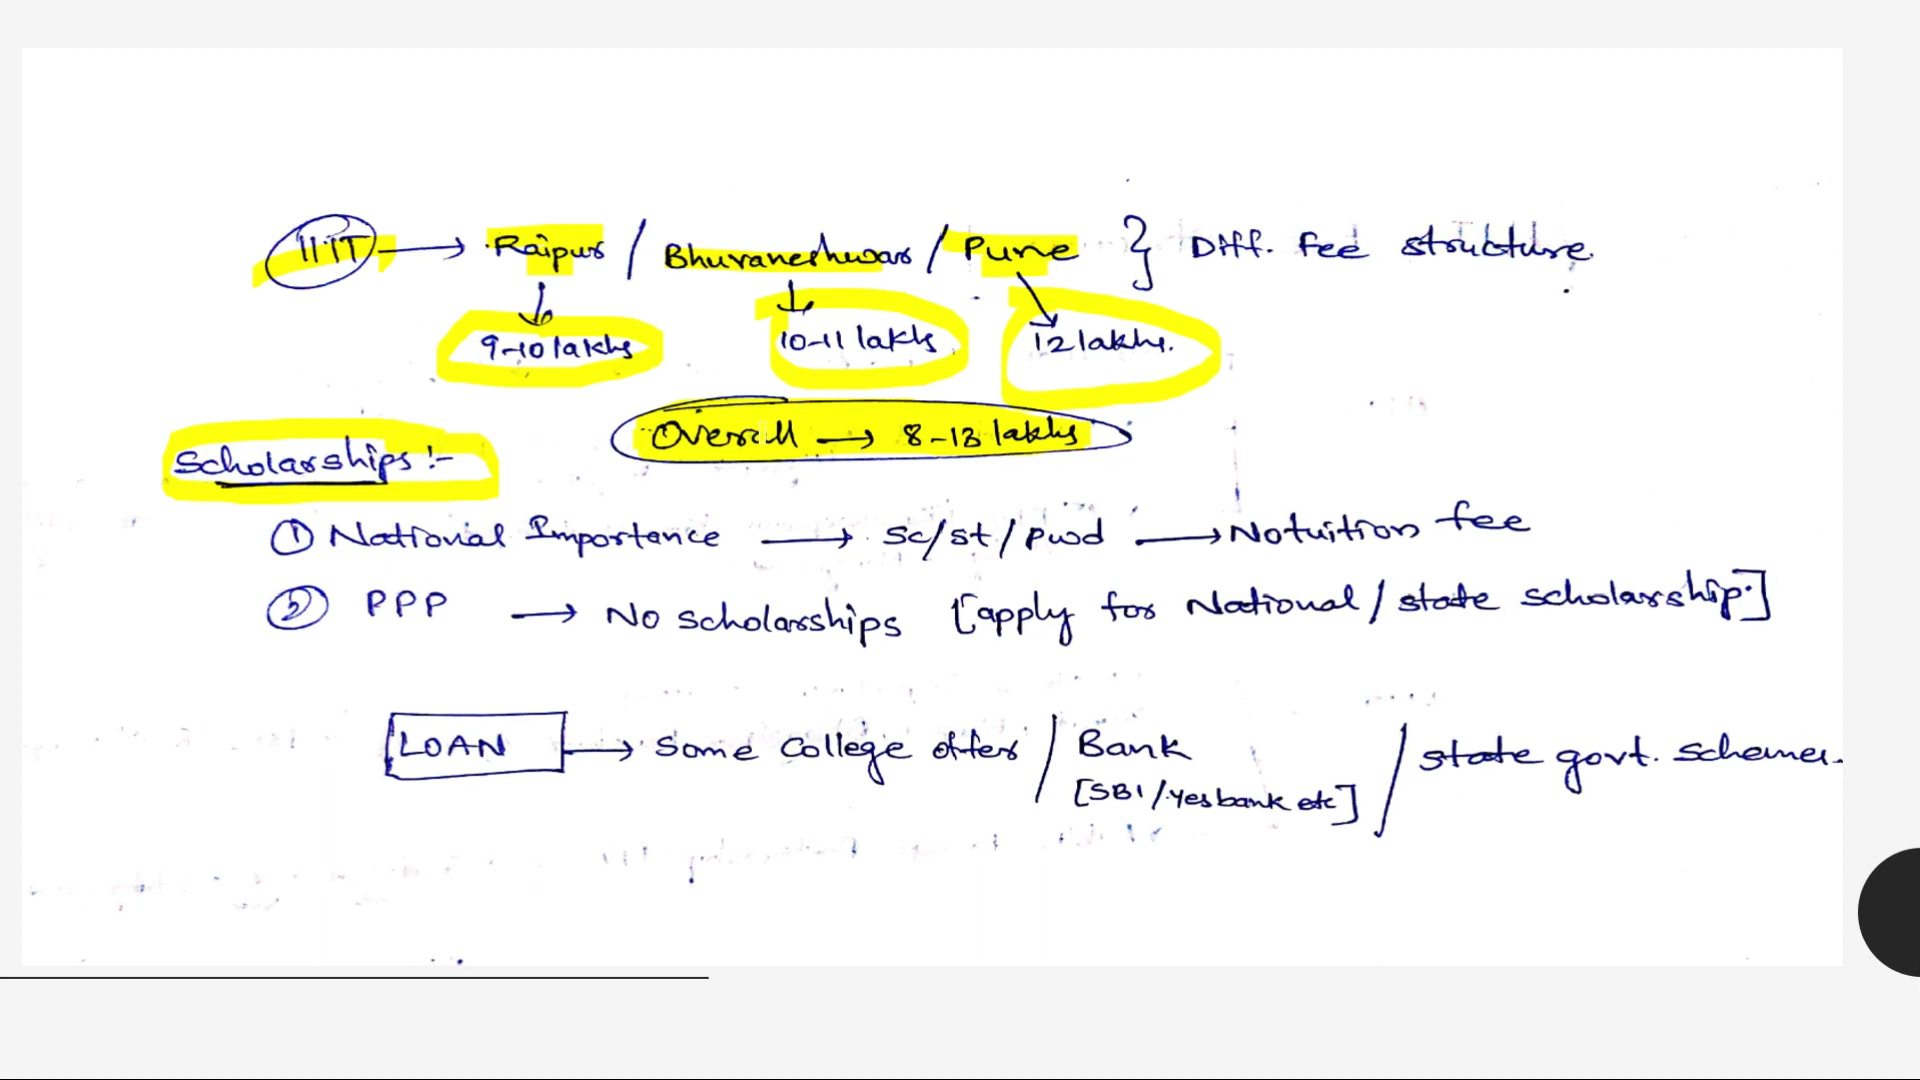 IIIT → Raipur / Bhuvaneshwar / Pune } Diff. fee structure.
9-10 lakhs 10-11 lakhs 12 lakhs.
Overall → 8-13 lakhs
Scholarships :-
① National Importance → SC/ST/PWD → No tuition fee
② PPP → No scholarships [apply for National / state scholarship.]
LOAN → Some college offer / Bank / state govt. schemes.
[SBI / Yes bank etc]